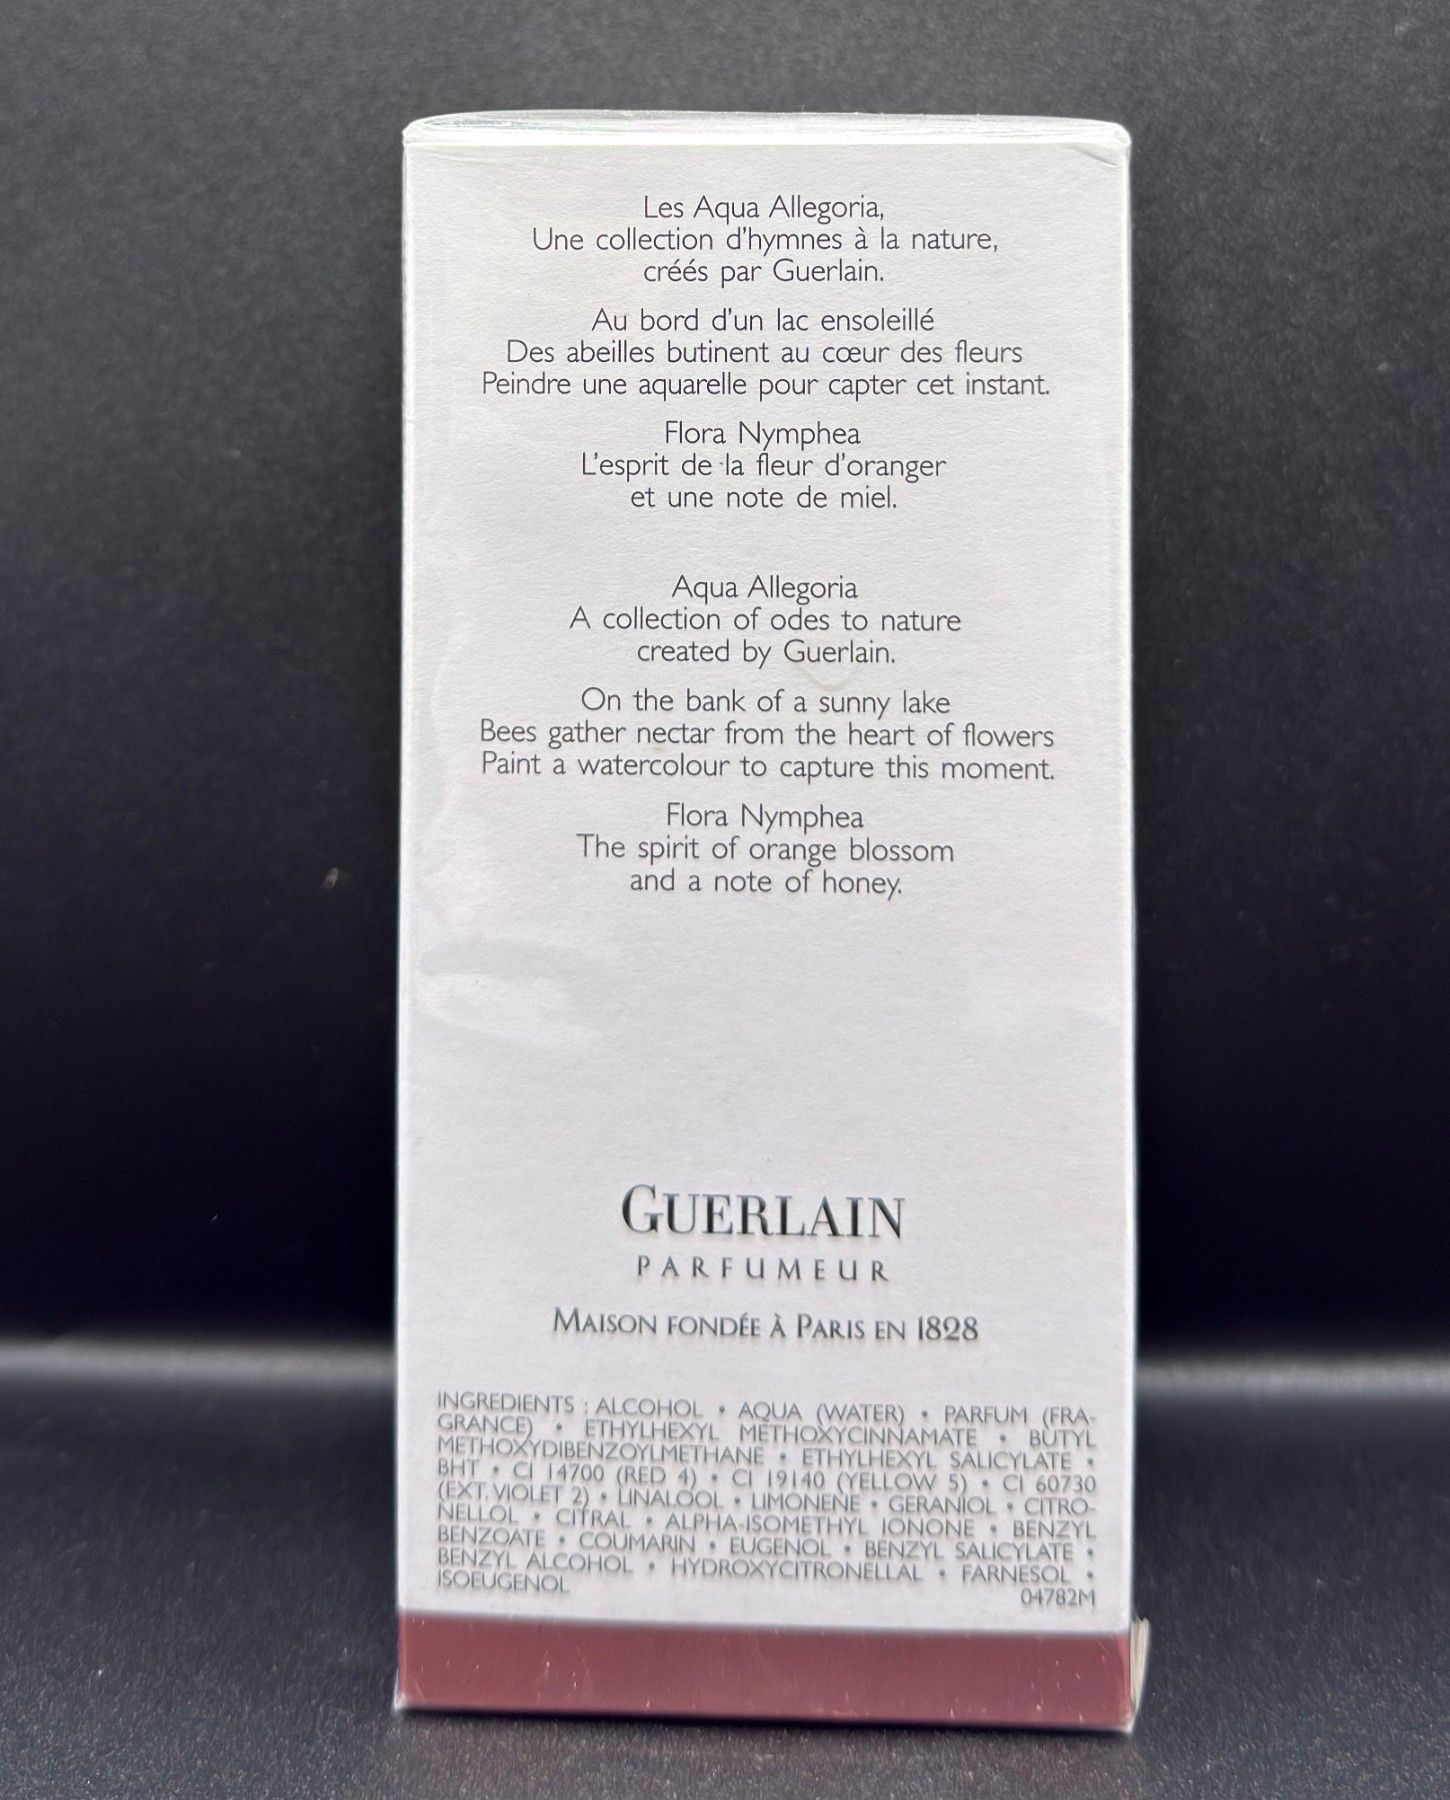 Les Aqua Allegoria,
Une collection d'hymnes à la nature,
créés par Guerlain.
Au bord d'un lac ensoleillé
Des abeilles butinent au cœur des fleurs
Peindre une aquarelle pour capter cet instant.
Flora Nymphea
L'esprit de la fleur d'oranger
et une note de miel.
Aqua Allegoria
A collection of odes to nature
created by Guerlain.
On the bank of a sunny lake
Bees gather nectar from the heart of flowers
Paint a watercolour to capture this moment.
Flora Nymphea
The spirit of orange blossom
and a note of honey.
GUERLAIN
PARFUMEUR
MAISON FONDÉE À PARIS EN 1828
INGREDIENTS : ALCOHOL • AQUA (WATER) • PARFUM (FRA-
GRANCE) • ETHYLHEXYL METHOXYCINNAMATE • BUTYL
METHOXYDIBENZOYLMETHANE • ETHYLHEXYL SALICYLATE •
BHT • CI 14700 (RED 4) • CI 19140 (YELLOW 5) • CI 60730
(EXT. VIOLET 2) • LINALOOL • LIMONENE • GERANIOL • CITRO-
NELLOL • CITRAL • ALPHA-ISOMETHYL IONONE • BENZYL
BENZOATE • COUMARIN • EUGENOL • BENZYL SALICYLATE •
BENZYL ALCOHOL • HYDROXYCITRONELLAL • FARNESOL •
ISOEUGENOL 04782M